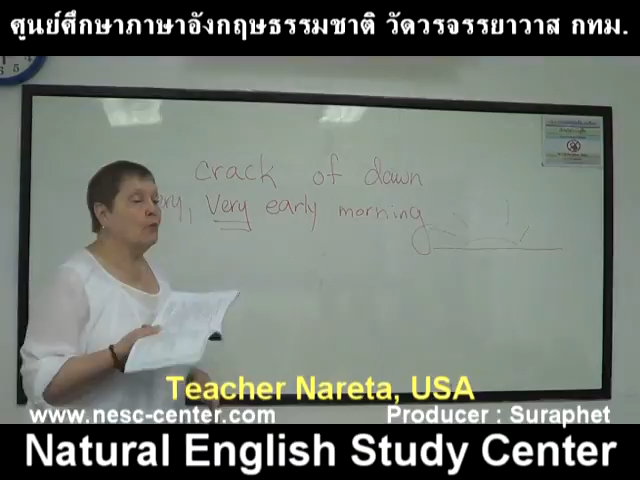 ศูนย์ศึกษาภาษาอังกฤษธรรมชาติ วัดวรจรรยาวาส กทม.
crack of dawn
Very early morning
Teacher Nareta, USA
www.nesc-center.com Producer : Suraphet
Natural English Study Center